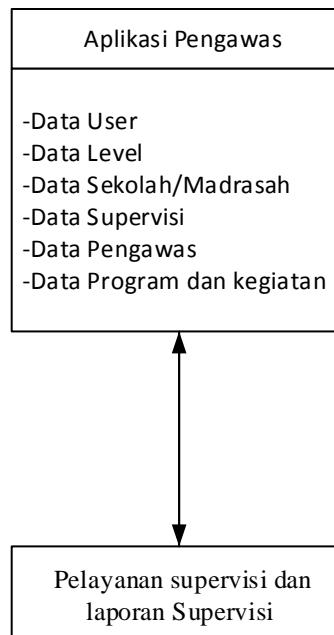 Aplikasi Pengawas
-Data User
-Data Level
-Data Sekolah/Madrasah
-Data Supervisi
-Data Pengawas
-Data Program dan kegiatan
Pelayanan supervisi dan
laporan Supervisi